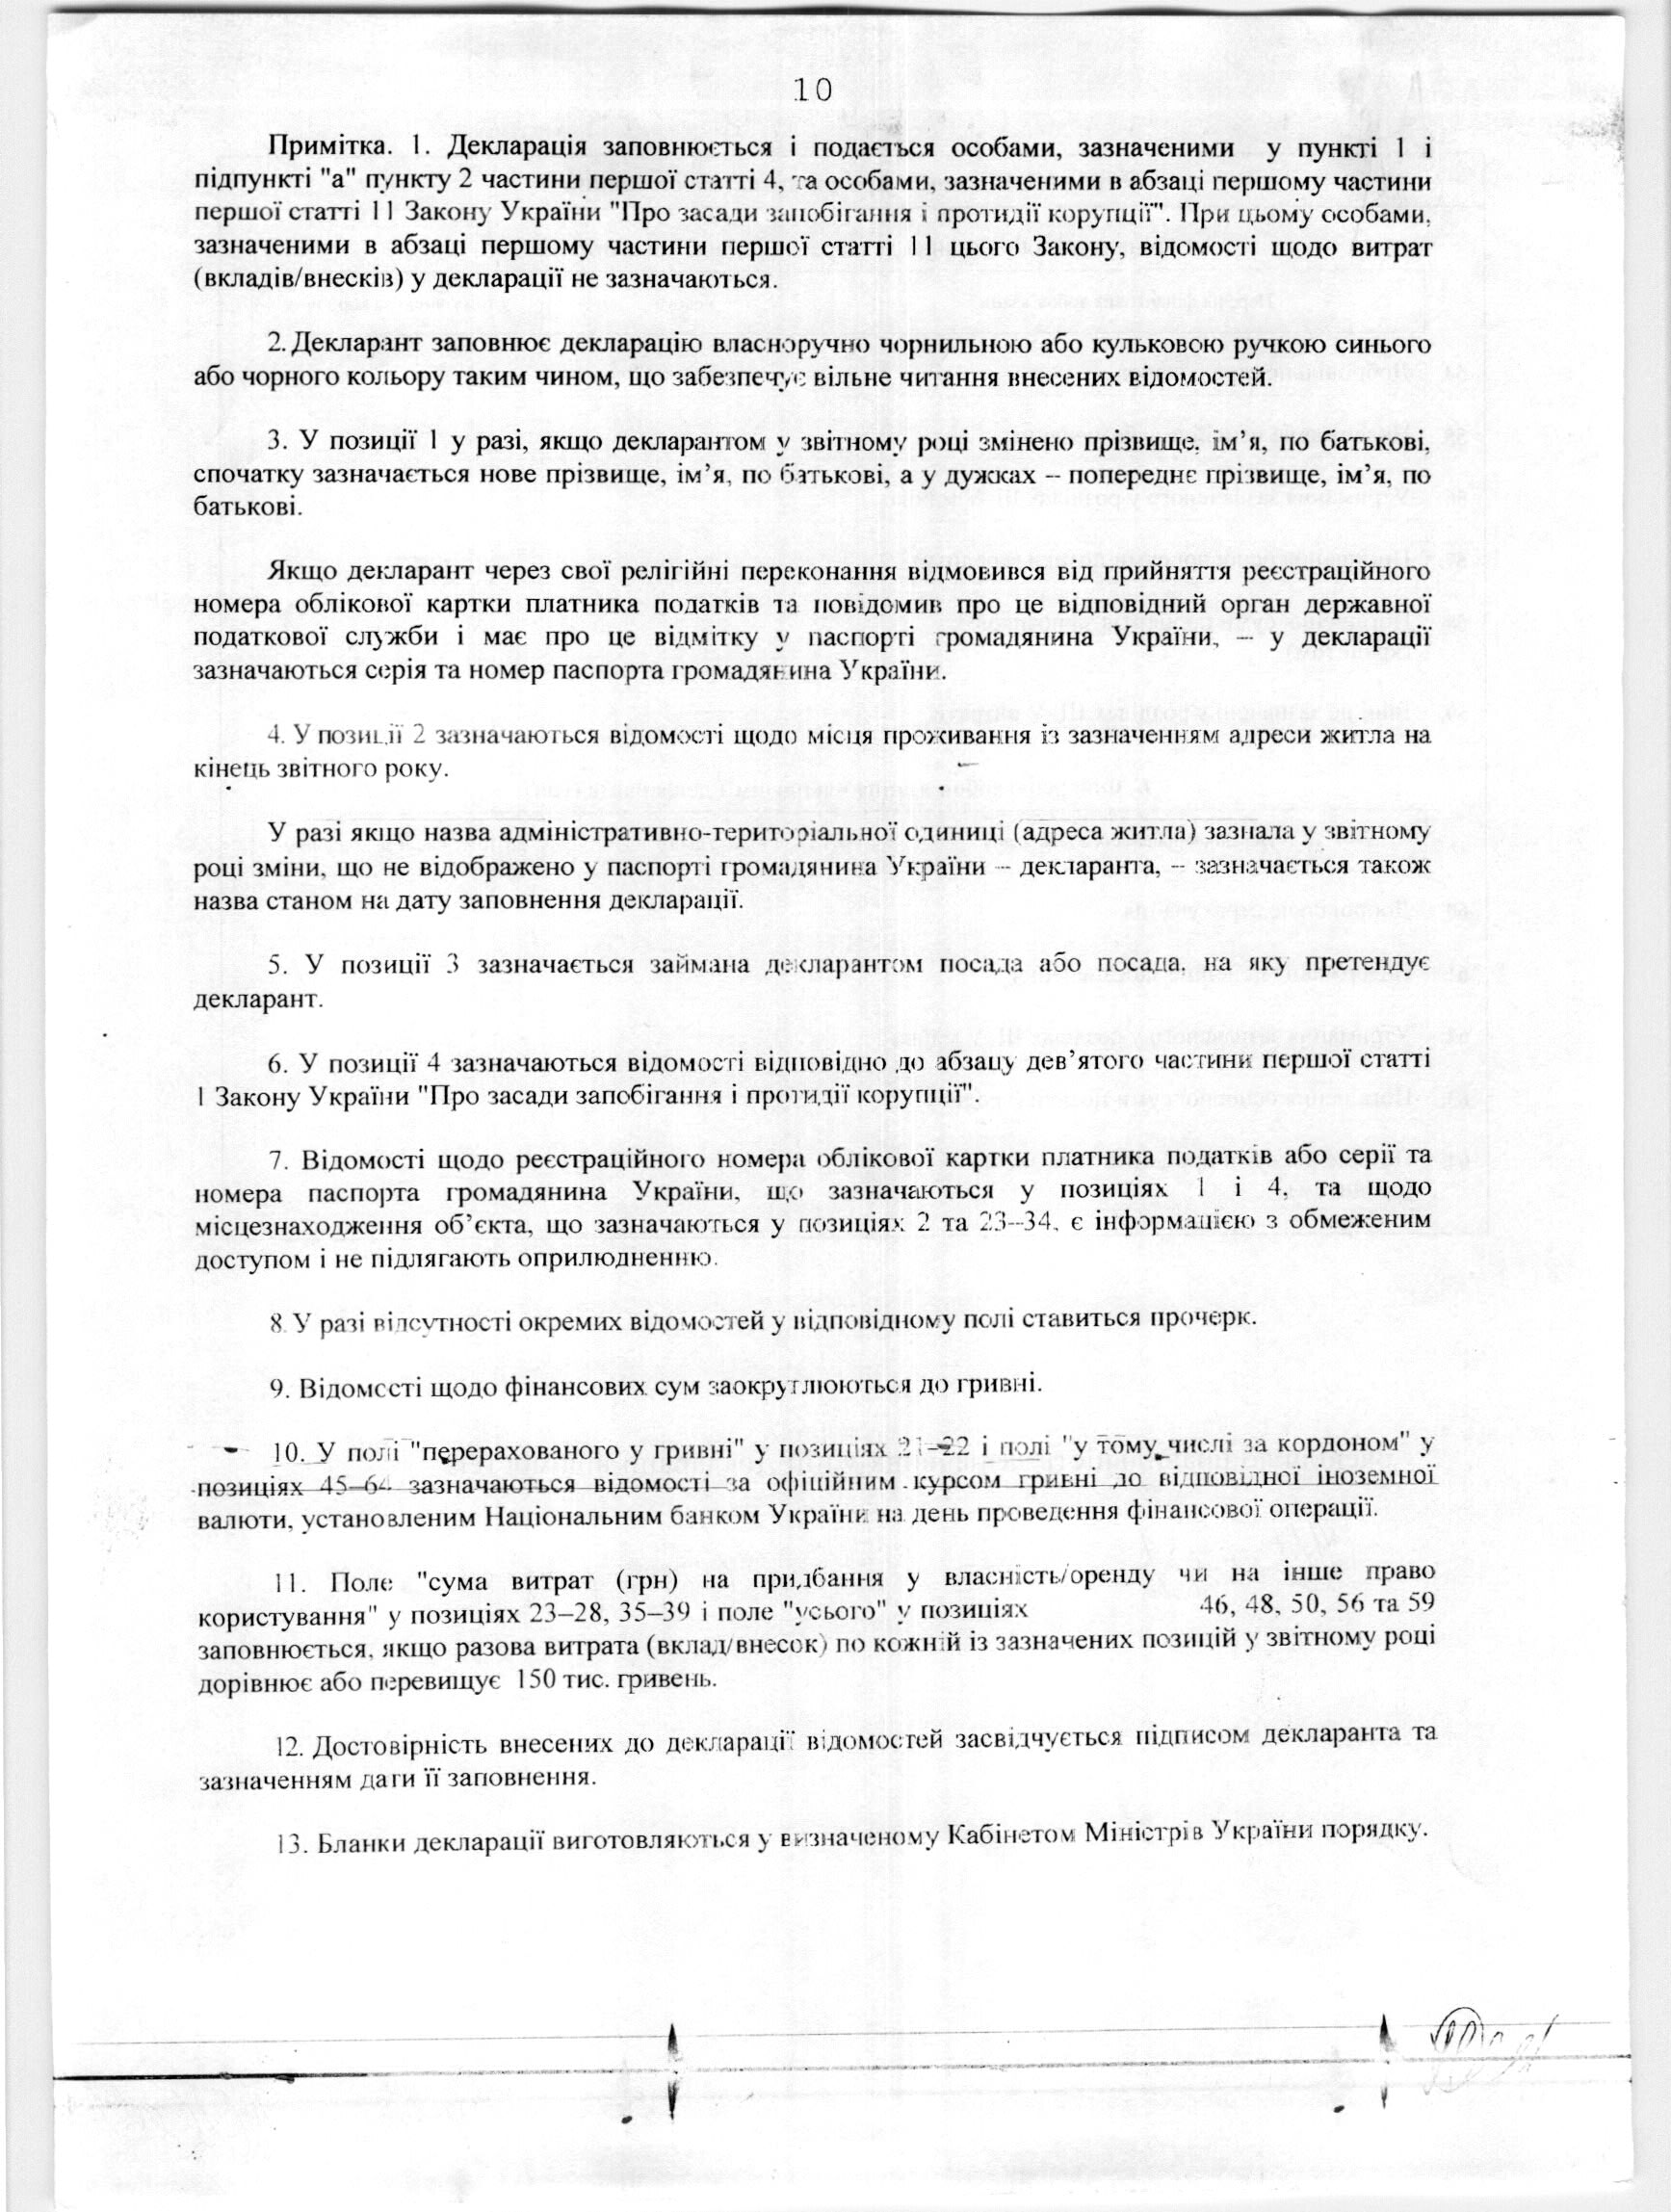 10
Примітка. 1. Декларація заповнюється і подається особами, зазначеними у пункті 1 і
підпункті "а" пункту 2 частини першої статті 4, та особами, зазначеними в абзаці першому частини
першої статті 11 Закону України "Про засади запобігання і протидії корупції". При цьому особами,
зазначеними в абзаці першому частини першої статті 11 цього Закону, відомості щодо витрат
(вкладів/внесків) у декларації не зазначаються.
2. Декларант заповнює декларацію власноручно чорнильною або кульковою ручкою синього
або чорного кольору таким чином, що забезпечує вільне читання внесених відомостей.
3. У позиції 1 у разі, якщо декларантом у звітному році змінено прізвище, ім’я, по батькові,
спочатку зазначається нове прізвище, ім’я, по батькові, а у дужках – попереднє прізвище, ім’я, по
батькові.
Якщо декларант через свої релігійні переконання відмовився від прийняття реєстраційного
номера облікової картки платника податків та повідомив про це відповідний орган державної
податкової служби і має про це відмітку у паспорті громадянина України, – у декларації
зазначаються серія та номер паспорта громадянина України.
4. У позиції 2 зазначаються відомості щодо місця проживання із зазначенням адреси житла на
кінець звітного року.
У разі якщо назва адміністративно-територіальної одиниці (адреса житла) зазнала у звітному
році зміни, що не відображено у паспорті громадянина України – декларанта, – зазначається також
назва станом на дату заповнення декларації.
5. У позиції 3 зазначається займана декларантом посада або посада, на яку претендує
декларант.
6. У позиції 4 зазначаються відомості відповідно до абзацу дев’ятого частини першої статті
1 Закону України "Про засади запобігання і протидії корупції".
7. Відомості щодо реєстраційного номера облікової картки платника податків або серії та
номера паспорта громадянина України, що зазначаються у позиціях 1 і 4, та щодо
місцезнаходження об’єкта, що зазначаються у позиціях 2 та 23–34, є інформацією з обмеженим
доступом і не підлягають оприлюдненню.
8. У разі відсутності окремих відомостей у відповідному полі ставиться прочерк.
9. Відомості щодо фінансових сум заокруглюються до гривні.
10. У полі "перерахованого у гривні" у позиціях 21–22 і полі "у тому числі за кордоном" у
позиціях 45–64 зазначаються відомості за офіційним курсом гривні до відповідної іноземної
валюти, установленим Національним банком України на день проведення фінансової операції.
11. Поле "сума витрат (грн) на придбання у власність/оренду чи на інше право
користування" у позиціях 23–28, 35–39 і поле "усього" у позиціях 46, 48, 50, 56 та 59
заповнюється, якщо разова витрата (вклад/внесок) по кожній із зазначених позицій у звітному році
дорівнює або перевищує 150 тис. гривень.
12. Достовірність внесених до декларації відомостей засвідчується підписом декларанта та
зазначенням дати її заповнення.
13. Бланки декларації виготовляються у визначеному Кабінетом Міністрів України порядку.